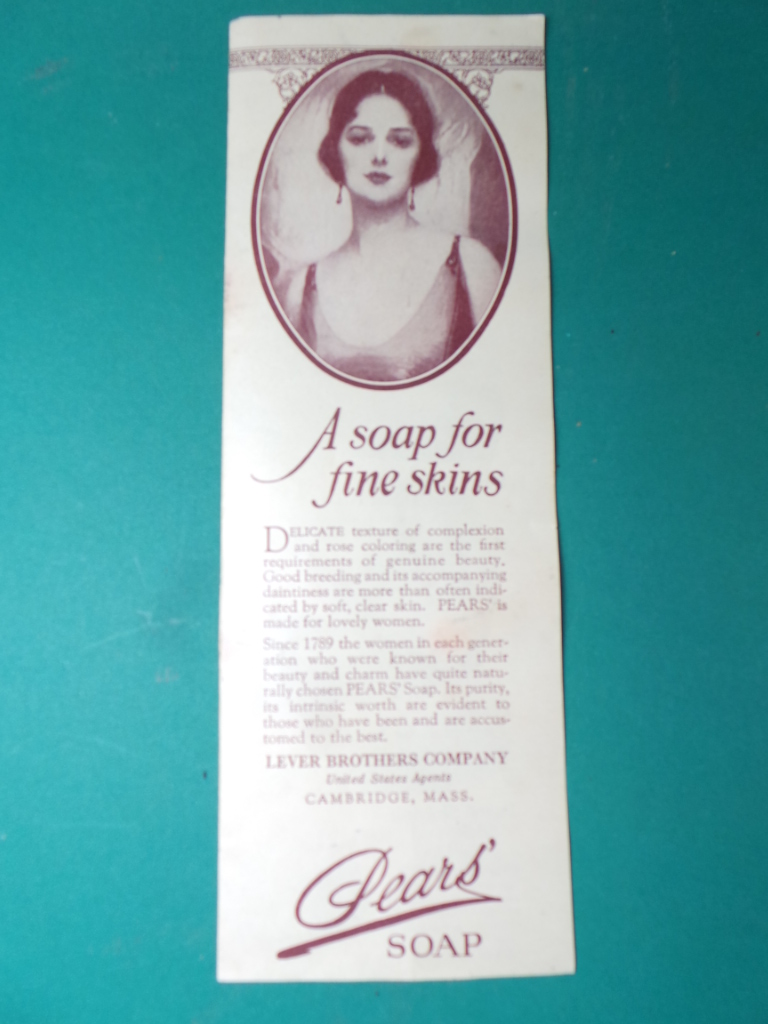 A soap for
fine skins
DELICATE texture of complexion
and rose coloring are the first
requirements of genuine beauty.
Good breeding and its accompanying
daintiness are more than often indi-
cated by soft, clear skin. PEARS' is
made for lovely women.
Since 1789 the women in each gener-
ation who were known for their
beauty and charm have quite natu-
rally chosen PEARS' Soap. Its purity,
its intrinsic worth are evident to
those who have been and are accus-
tomed to the best.
LEVER BROTHERS COMPANY
United States Agents
CAMBRIDGE, MASS.
Pears'
SOAP